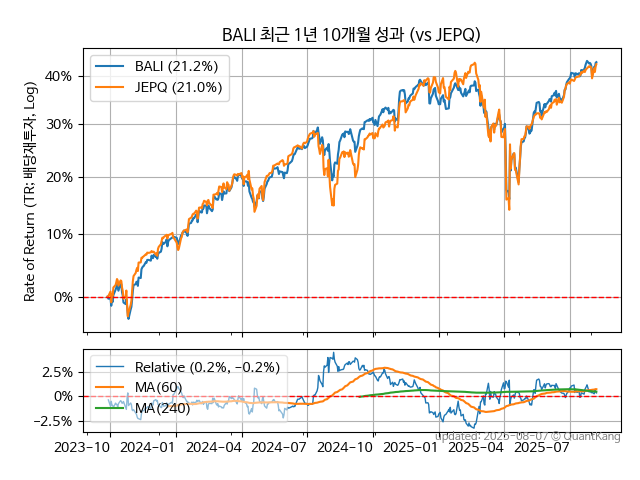 BALI 최근 1년 10개월 성과 (vs JEPQ)
Rate of Return (TR: 배당재투자, Log)
40%
30%
20%
10%
0%
BALI (21.2%)
JEPQ (21.0%)
2.5%
0%
−2.5%
Relative (0.2%, −0.2%)
MA(60)
MA(240)
2023-10 2024-01 2024-04 2024-07 2024-10 2025-01 2025-04 2025-07
updated: 2025-08-07 © QuantKang